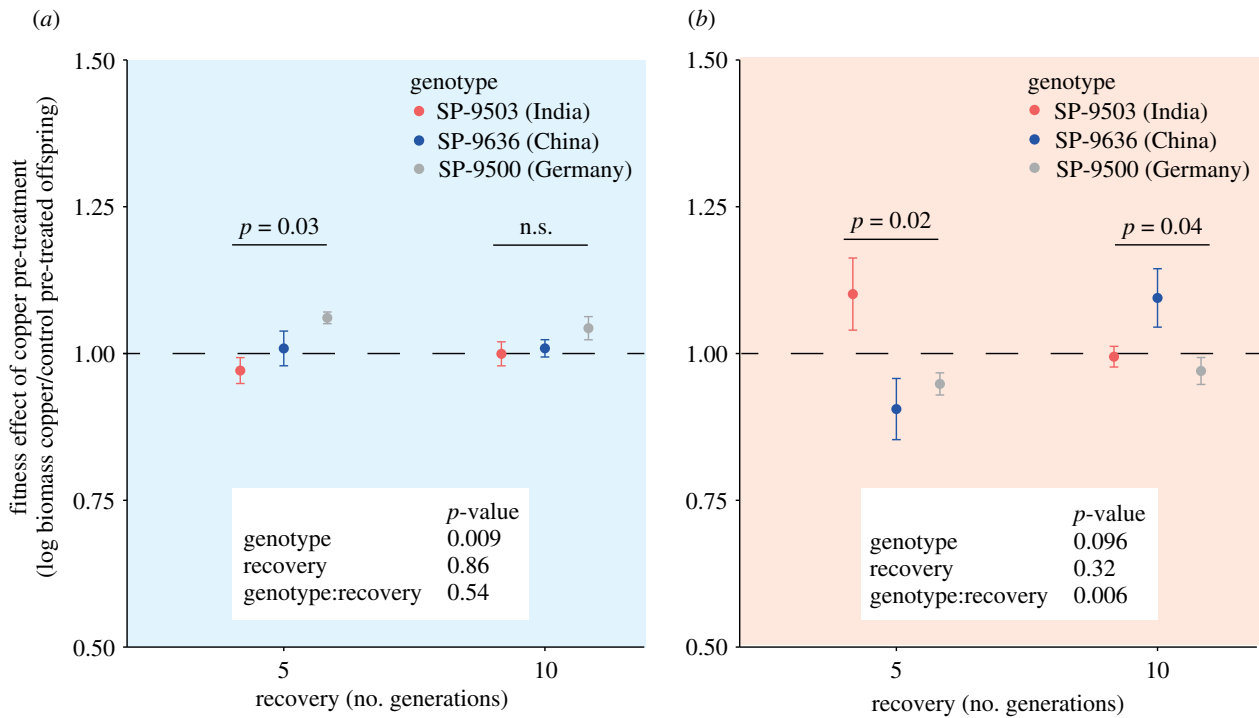 (a)
fitness effect of copper pre-treatment
(log biomass copper/control pre-treated offspring)
1.50
1.25
1.00
0.75
0.50
genotype
SP-9503 (India)
SP-9636 (China)
SP-9500 (Germany)
p = 0.03
n.s.
p-value
genotype 0.009
recovery 0.86
genotype:recovery 0.54
5 10
recovery (no. generations)
(b)
1.50
1.25
1.00
0.75
0.50
genotype
SP-9503 (India)
SP-9636 (China)
SP-9500 (Germany)
p = 0.02
p = 0.04
p-value
genotype 0.096
recovery 0.32
genotype:recovery 0.006
5 10
recovery (no. generations)